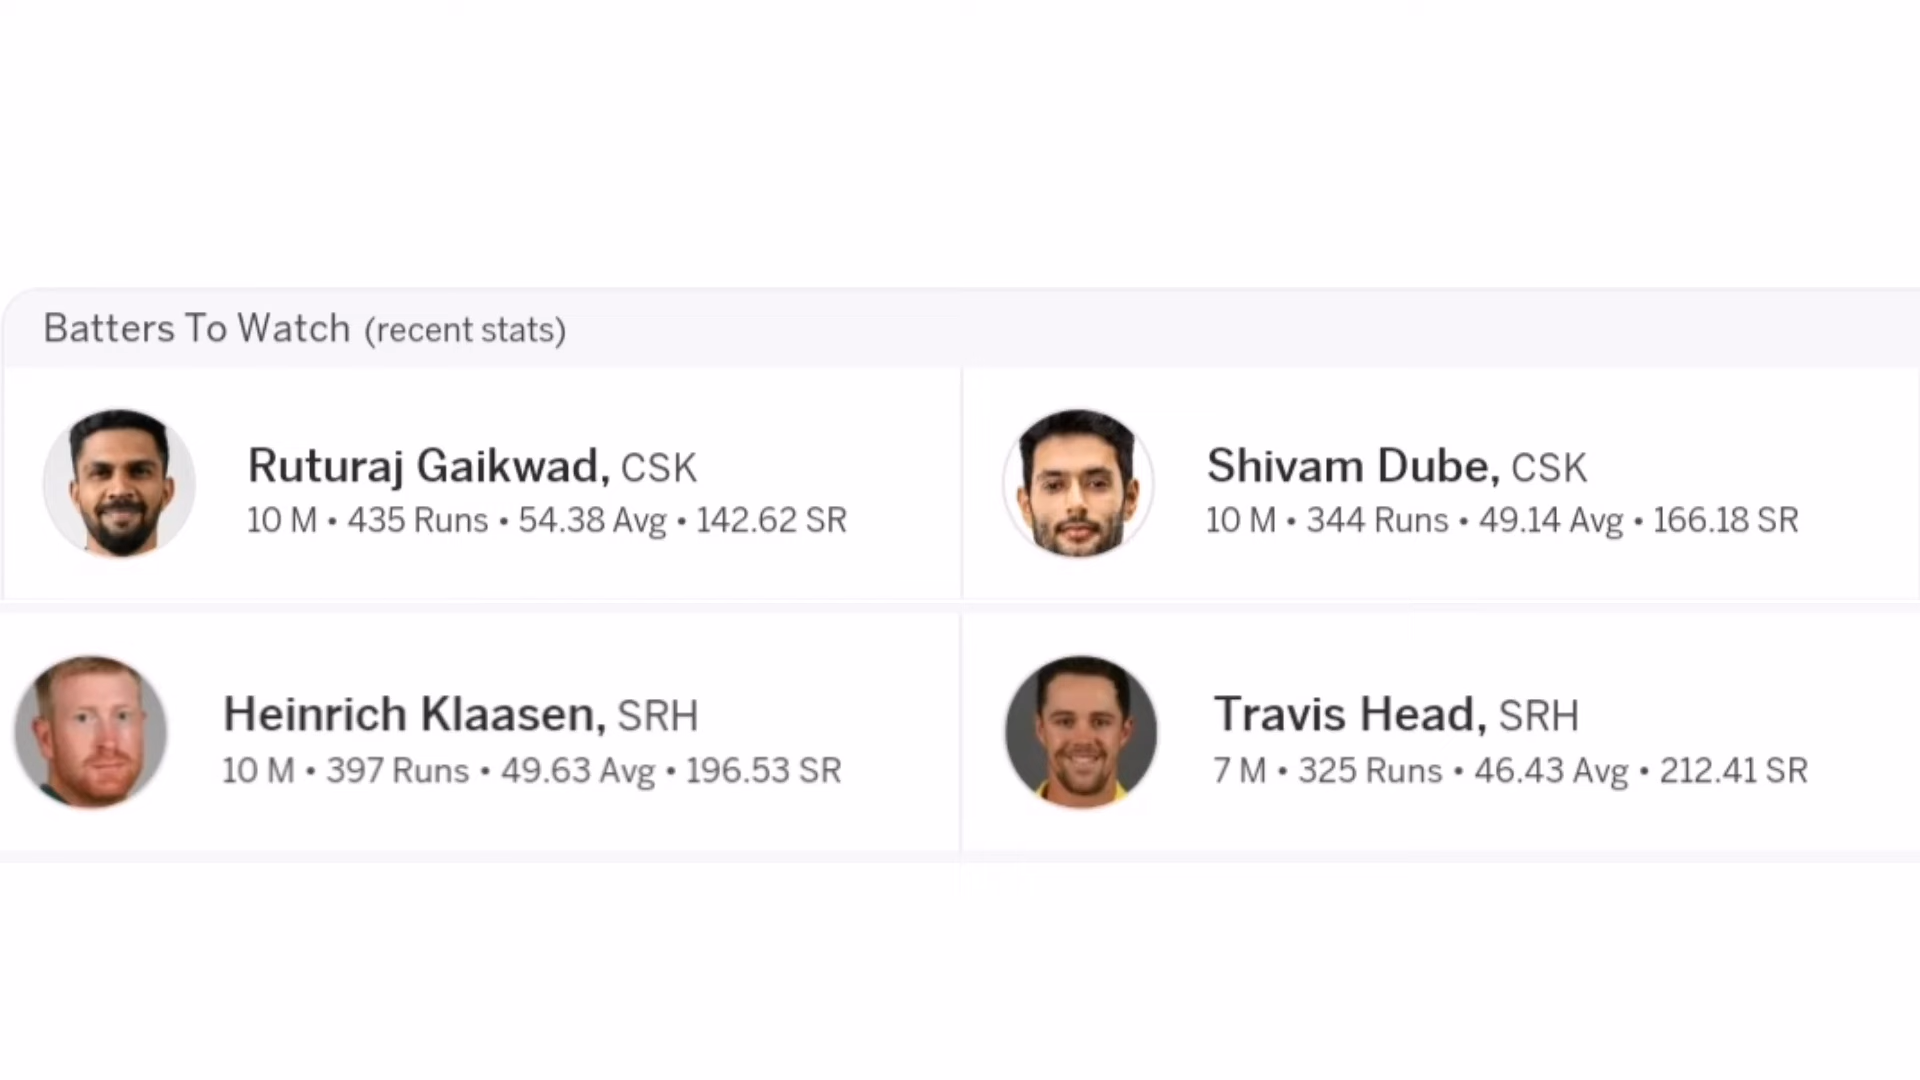 Batters To Watch (recent stats)
Ruturaj Gaikwad, CSK
10 M • 435 Runs • 54.38 Avg • 142.62 SR
Shivam Dube, CSK
10 M • 344 Runs • 49.14 Avg • 166.18 SR
Heinrich Klaasen, SRH
10 M • 397 Runs • 49.63 Avg • 196.53 SR
Travis Head, SRH
7 M • 325 Runs • 46.43 Avg • 212.41 SR